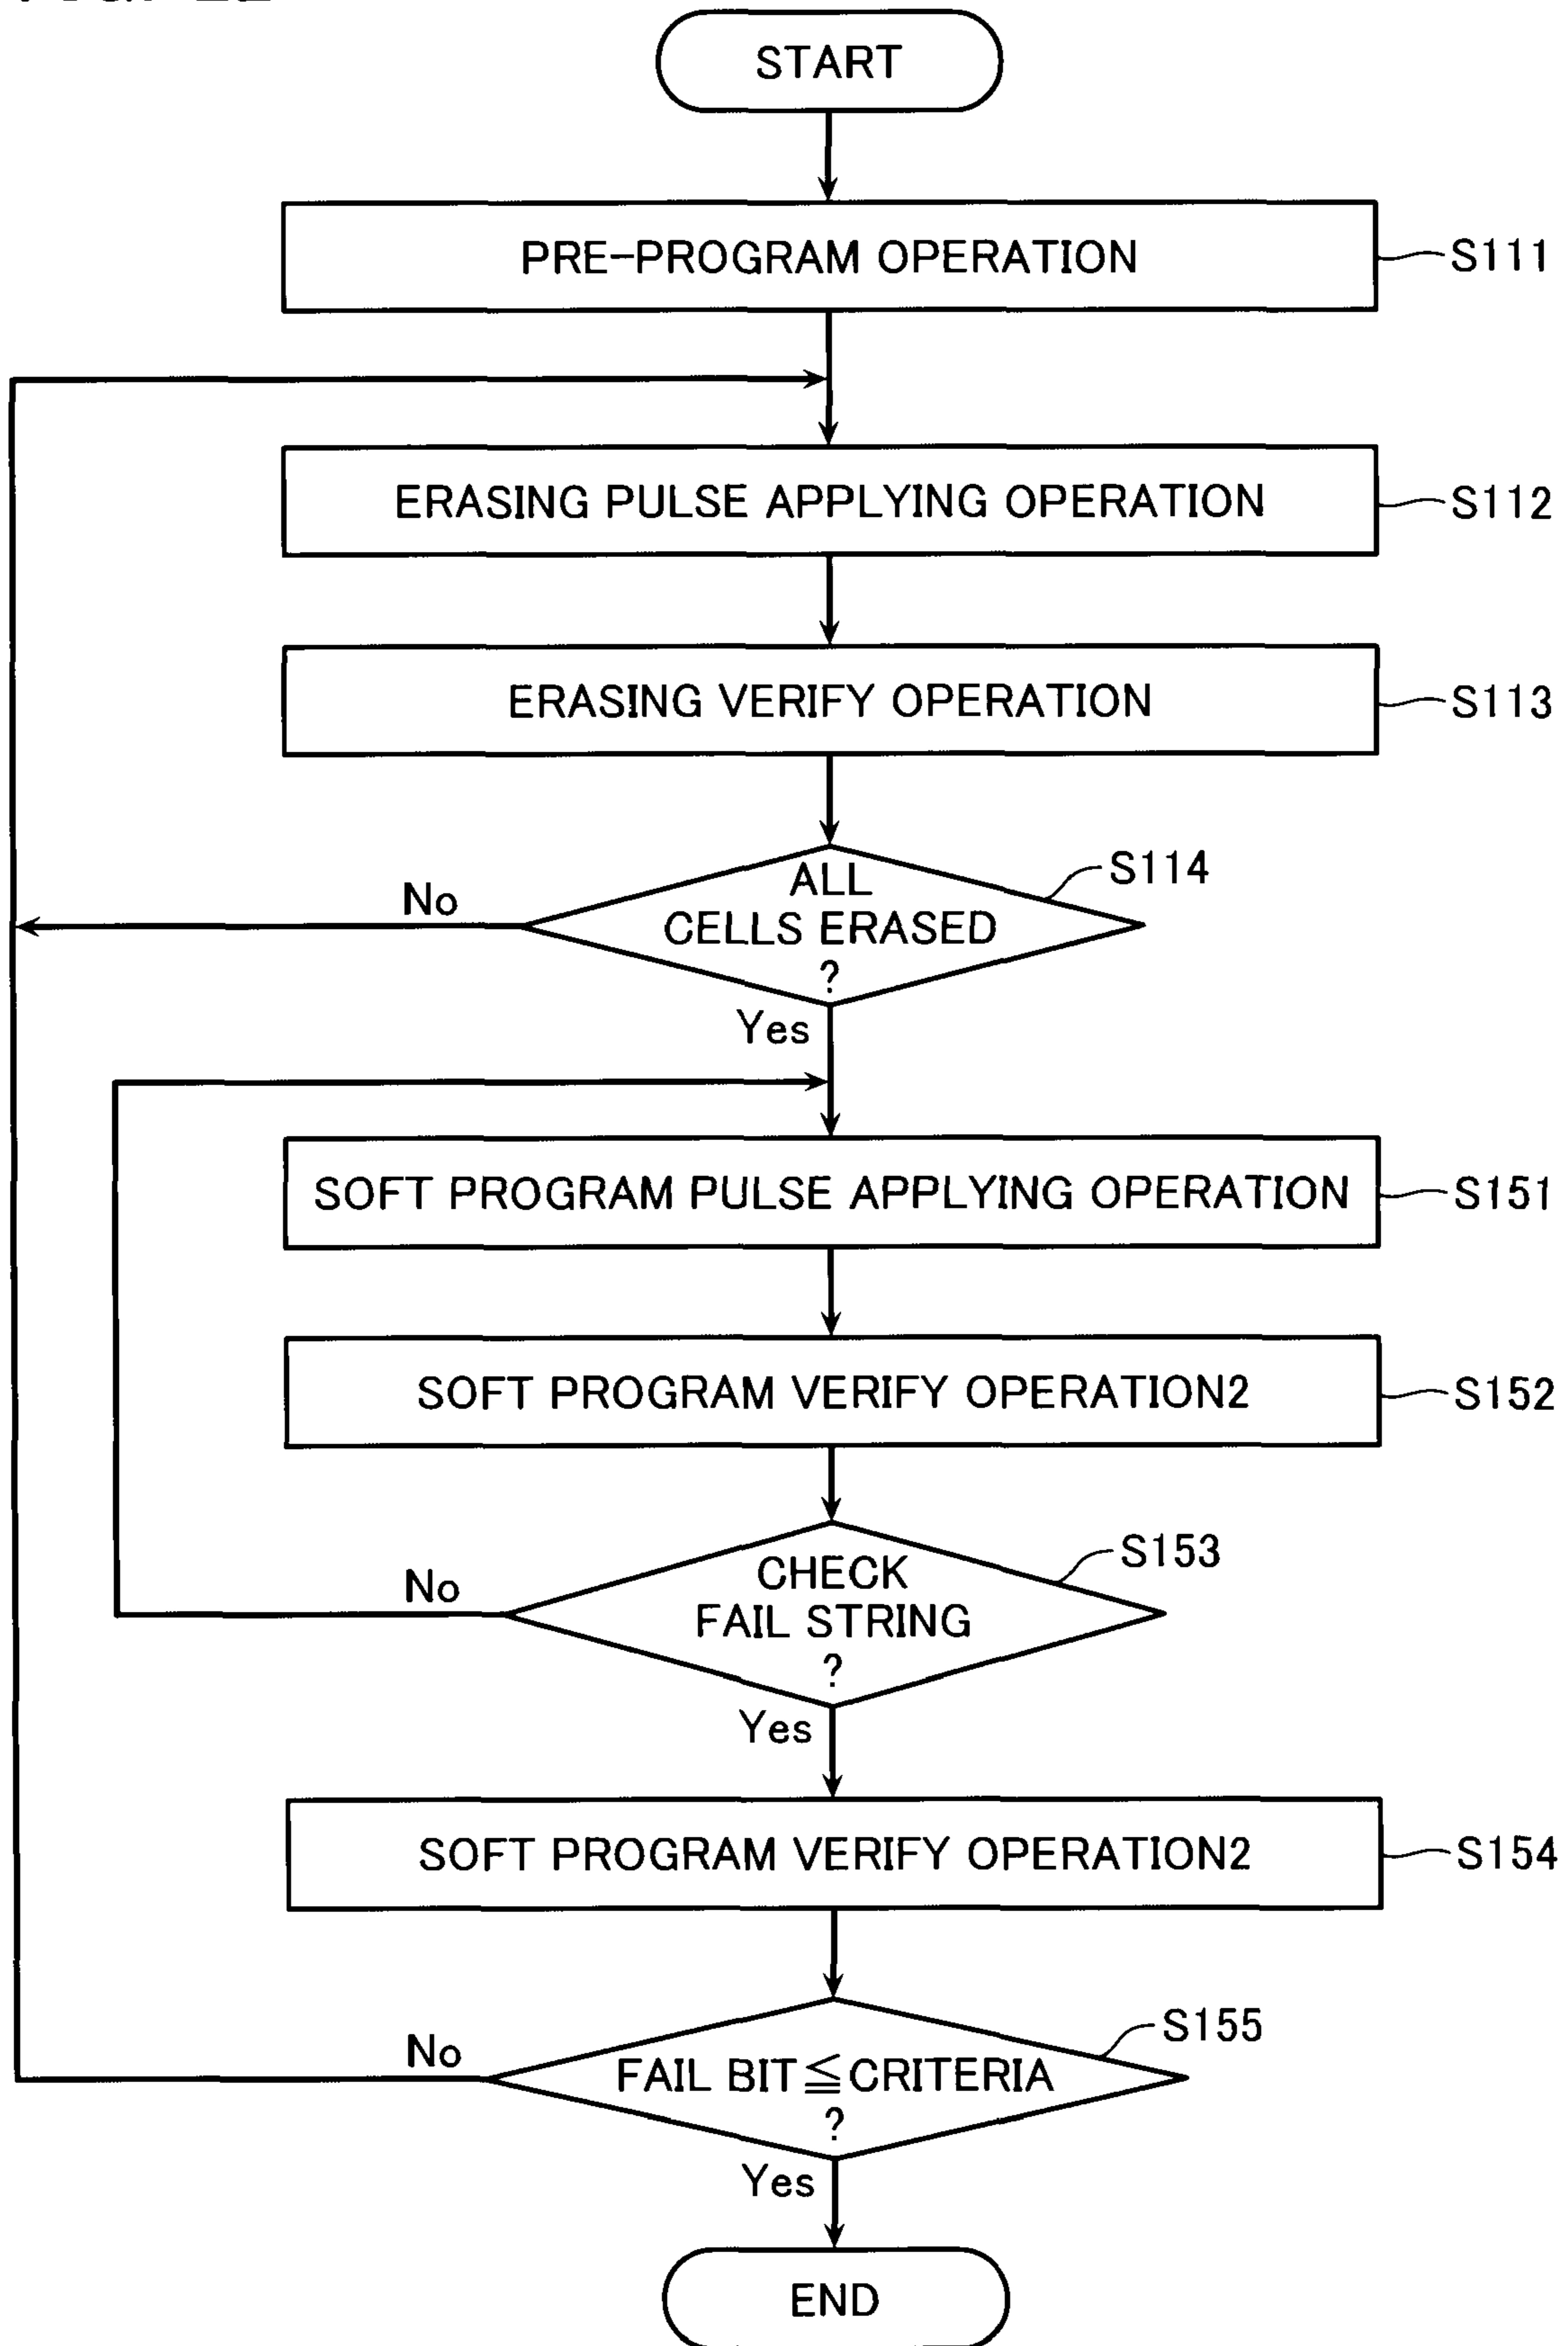 START
PRE-PROGRAM OPERATION
S111
ERASING PULSE APPLYING OPERATION
S112
ERASING VERIFY OPERATION
S113
S114
ALL
CELLS ERASED
?
No
Yes
SOFT PROGRAM PULSE APPLYING OPERATION
S151
SOFT PROGRAM VERIFY OPERATION2
S152
S153
CHECK
FAIL STRING
?
No
Yes
SOFT PROGRAM VERIFY OPERATION2
S154
S155
FAIL BIT≦CRITERIA
?
No
Yes
END